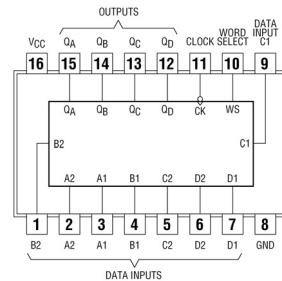 OUTPUTS
VCC QA QB QC QD CLOCK WORD SELECT DATA INPUT C1
16 15 14 13 12 11 10 9
QA QB QC QD CK WS
B2 C1
A2 A1 B1 C2 D2 D1
1 2 3 4 5 6 7 8
B2 A2 A1 B1 C2 D2 D1 GND
DATA INPUTS